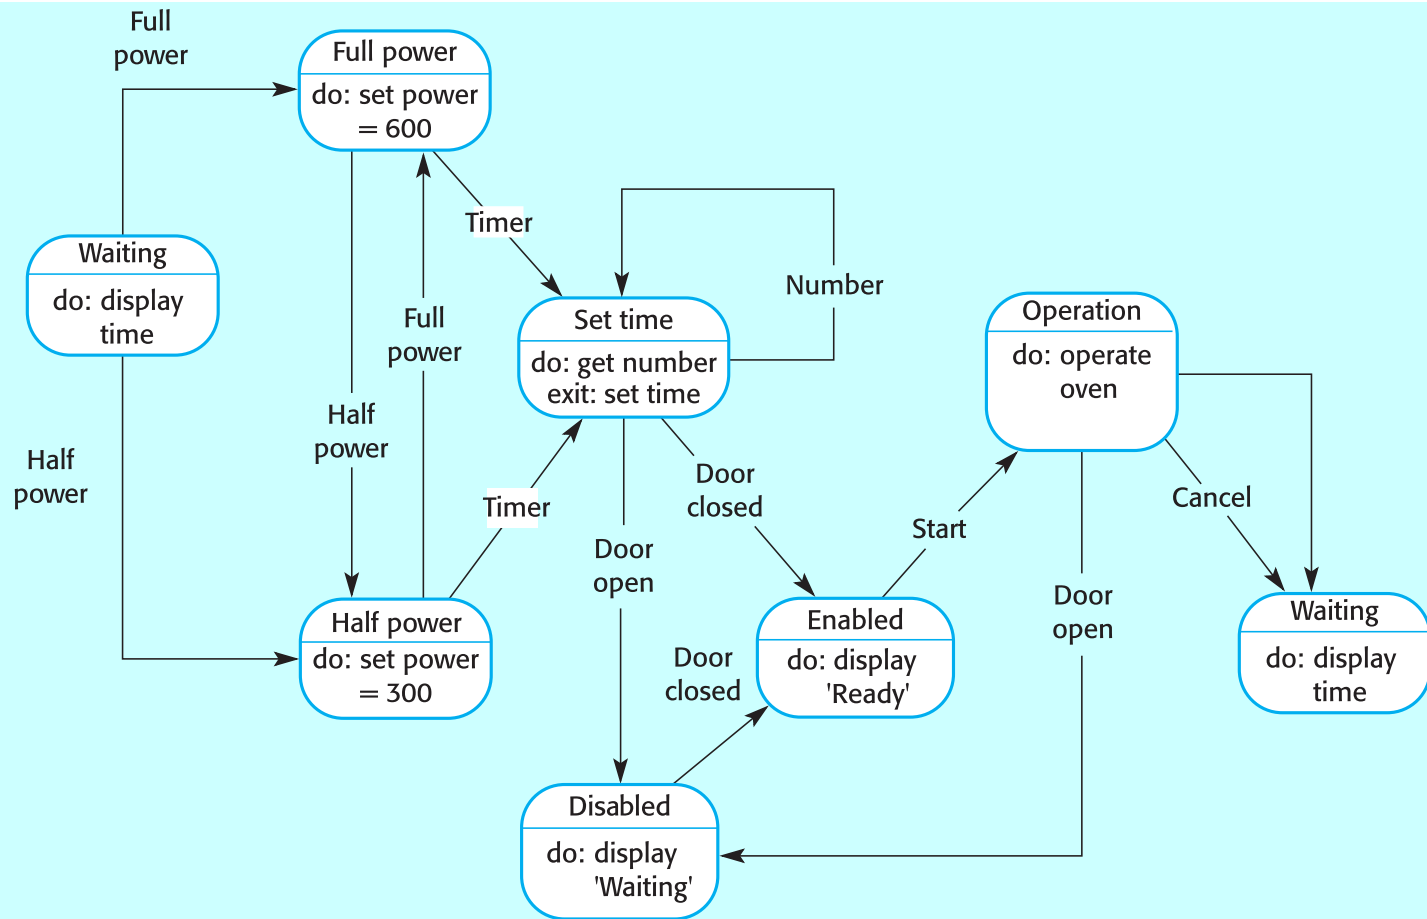 Full
power
Full power
do: set power
= 600
Timer
Waiting
do: display
time
Number
Full
power
Set time
do: get number
exit: set time
Operation
do: operate
oven
Half
power
Half
power
Timer
Door
closed
Door
open
Start
Cancel
Door
open
Half power
do: set power
= 300
Enabled
do: display
'Ready'
Waiting
do: display
time
Door
closed
Disabled
do: display
'Waiting'